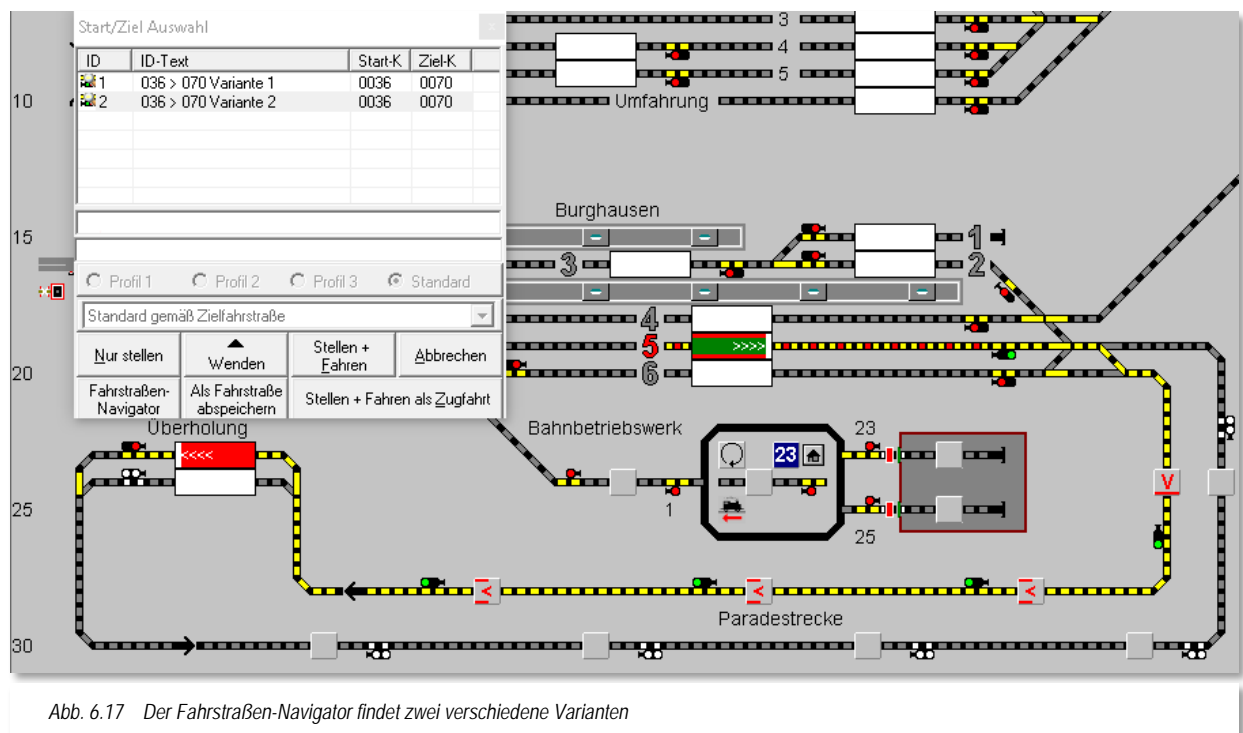 Start/Ziel Auswahl
x
ID ID-Text Start-K Ziel-K
1 036 > 070 Variante 1 0036 0070
2 036 > 070 Variante 2 0036 0070
Profil 1 Profil 2 Profil 3 Standard
Standard gemäß Zielfahrstraße
Nur stellen
Wenden
Stellen +
Fahren
Abbrechen
Fahrstraßen-
Navigator
Als Fahrstraße
abspeichern
Stellen + Fahren als Zugfahrt
3
4
5
10
Umfahrung
Burghausen
15
1
3
2
4
5
>>>>
20
6
Überholung
<<<<
Bahnbetriebswerk
23
23
V
25
1
25
<
<
<
Paradestrecke
30
Abb. 6.17 Der Fahrstraßen-Navigator findet zwei verschiedene Varianten